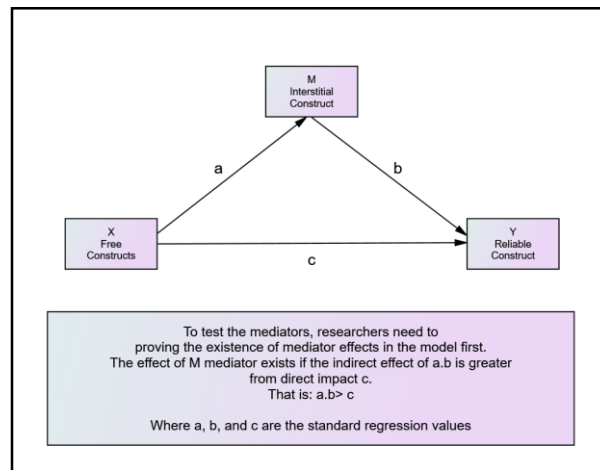 M
Interstitial
Construct
a
b
X
Free
Constructs
Y
Reliable
Construct
c
To test the mediators, researchers need to
proving the existence of mediator effects in the model first.
The effect of M mediator exists if the indirect effect of a.b is greater
from direct impact c.
That is: a.b> c
Where a, b, and c are the standard regression values